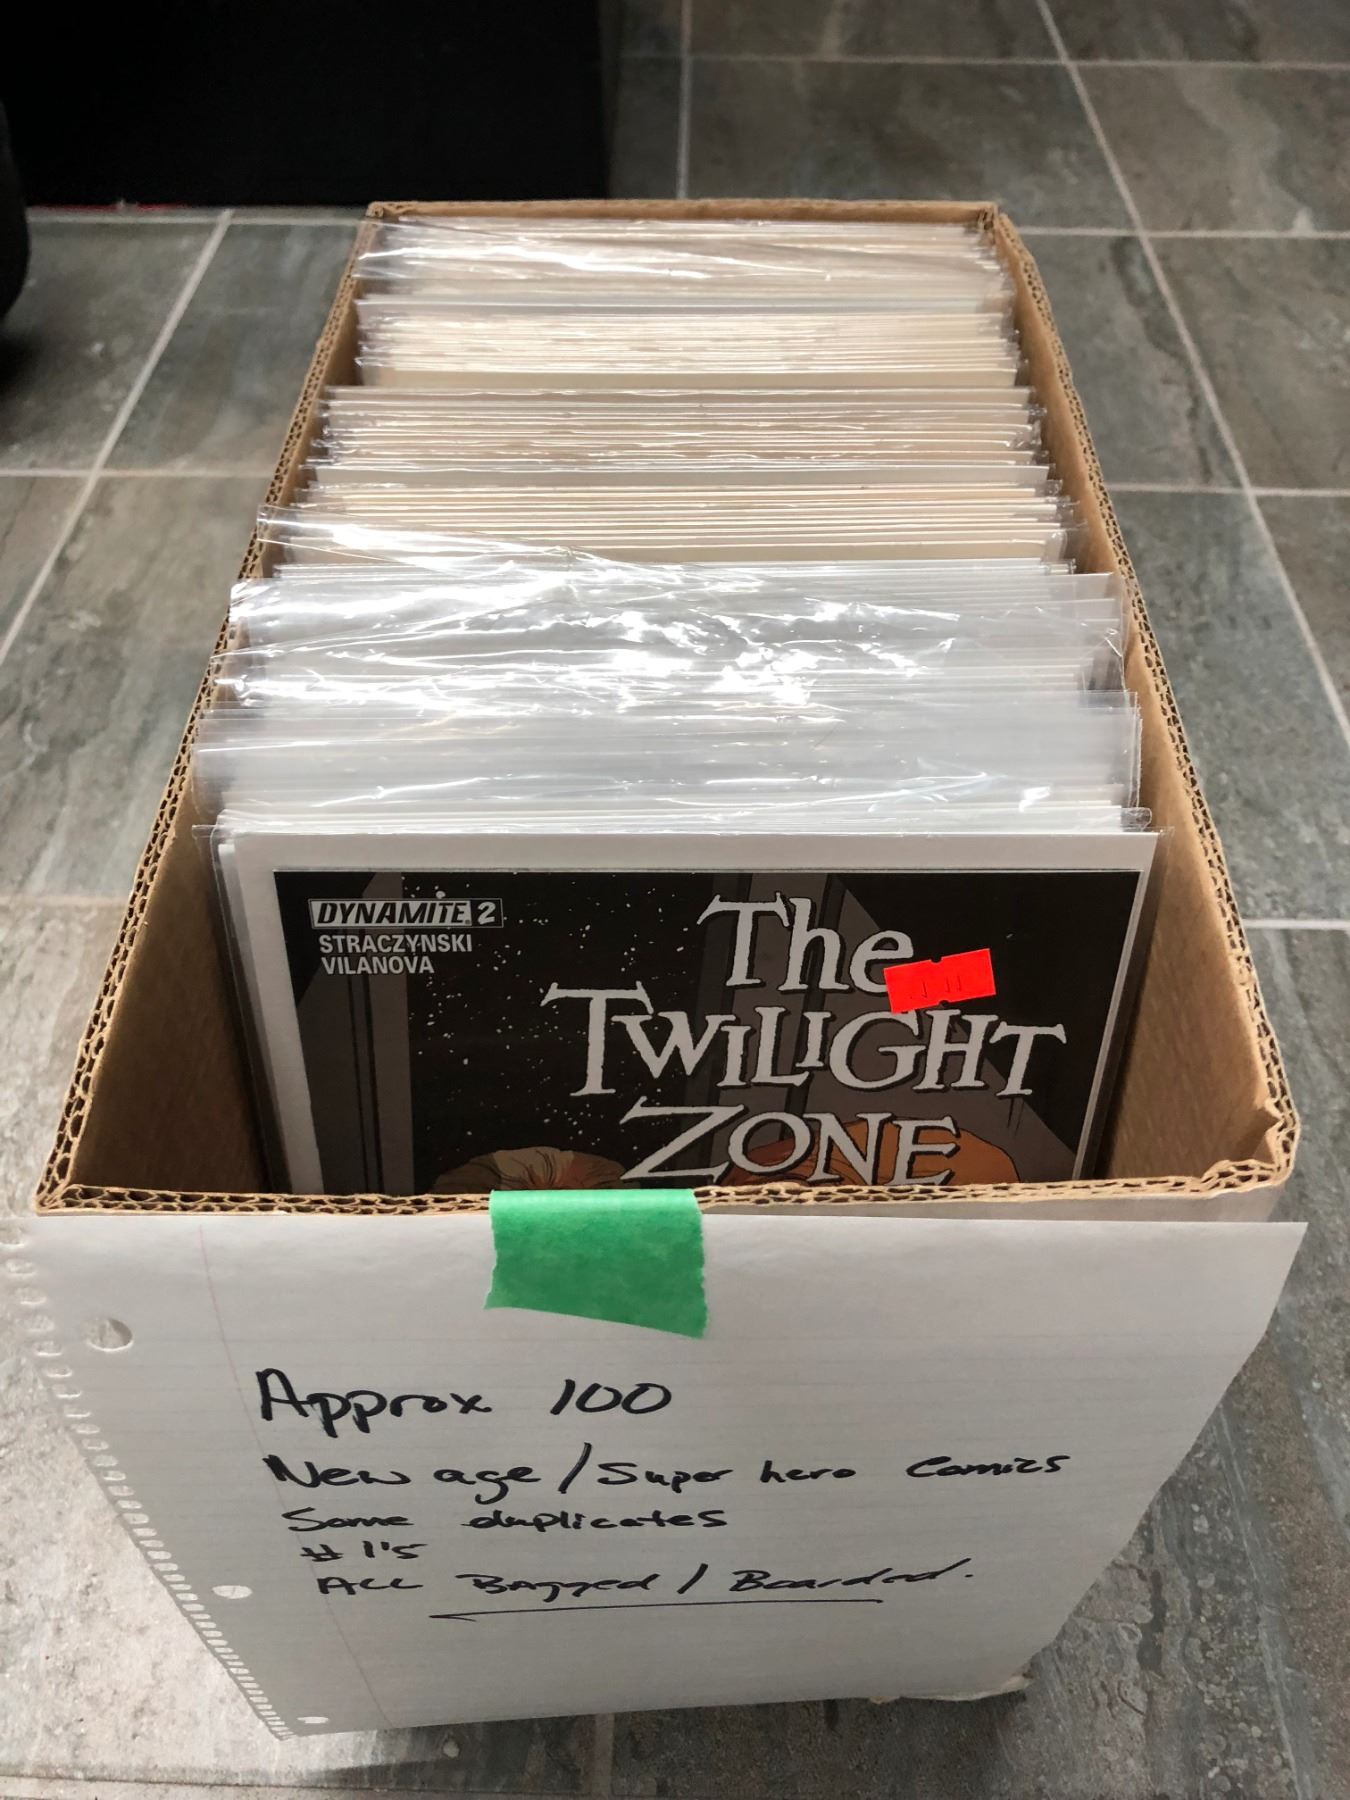 DYNAMITE 2
STRACZYNSKI
VILANOVA
The
TWILIGHT
ZONE
Approx 100
New age / Super hero Comics
Some duplicates
# 1's
ALL Bagged / Boarded.